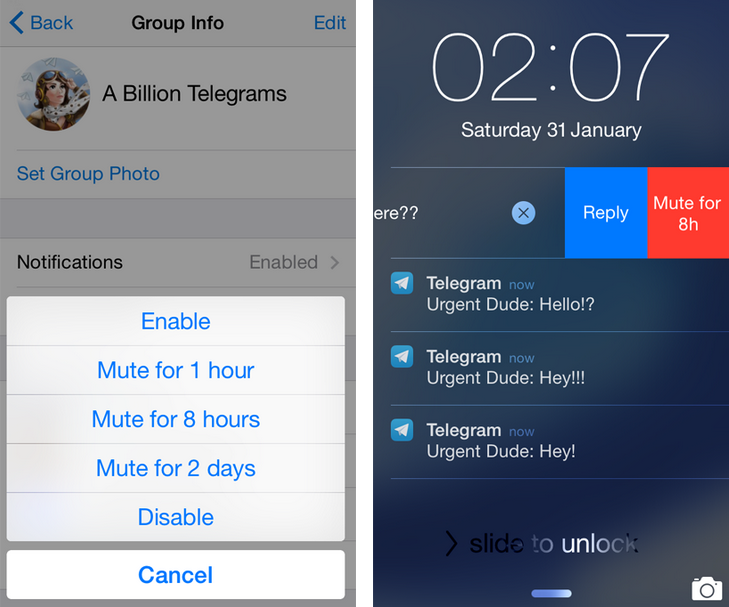 Back Group Info Edit
A Billion Telegrams
Set Group Photo
Notifications Enabled
Enable
Mute for 1 hour
Mute for 8 hours
Mute for 2 days
Disable
Cancel
02:07
Saturday 31 January
ere??
Reply
Mute for
8h
Telegram now
Urgent Dude: Hello!?
Telegram now
Urgent Dude: Hey!!!
Telegram now
Urgent Dude: Hey!
slide to unlock